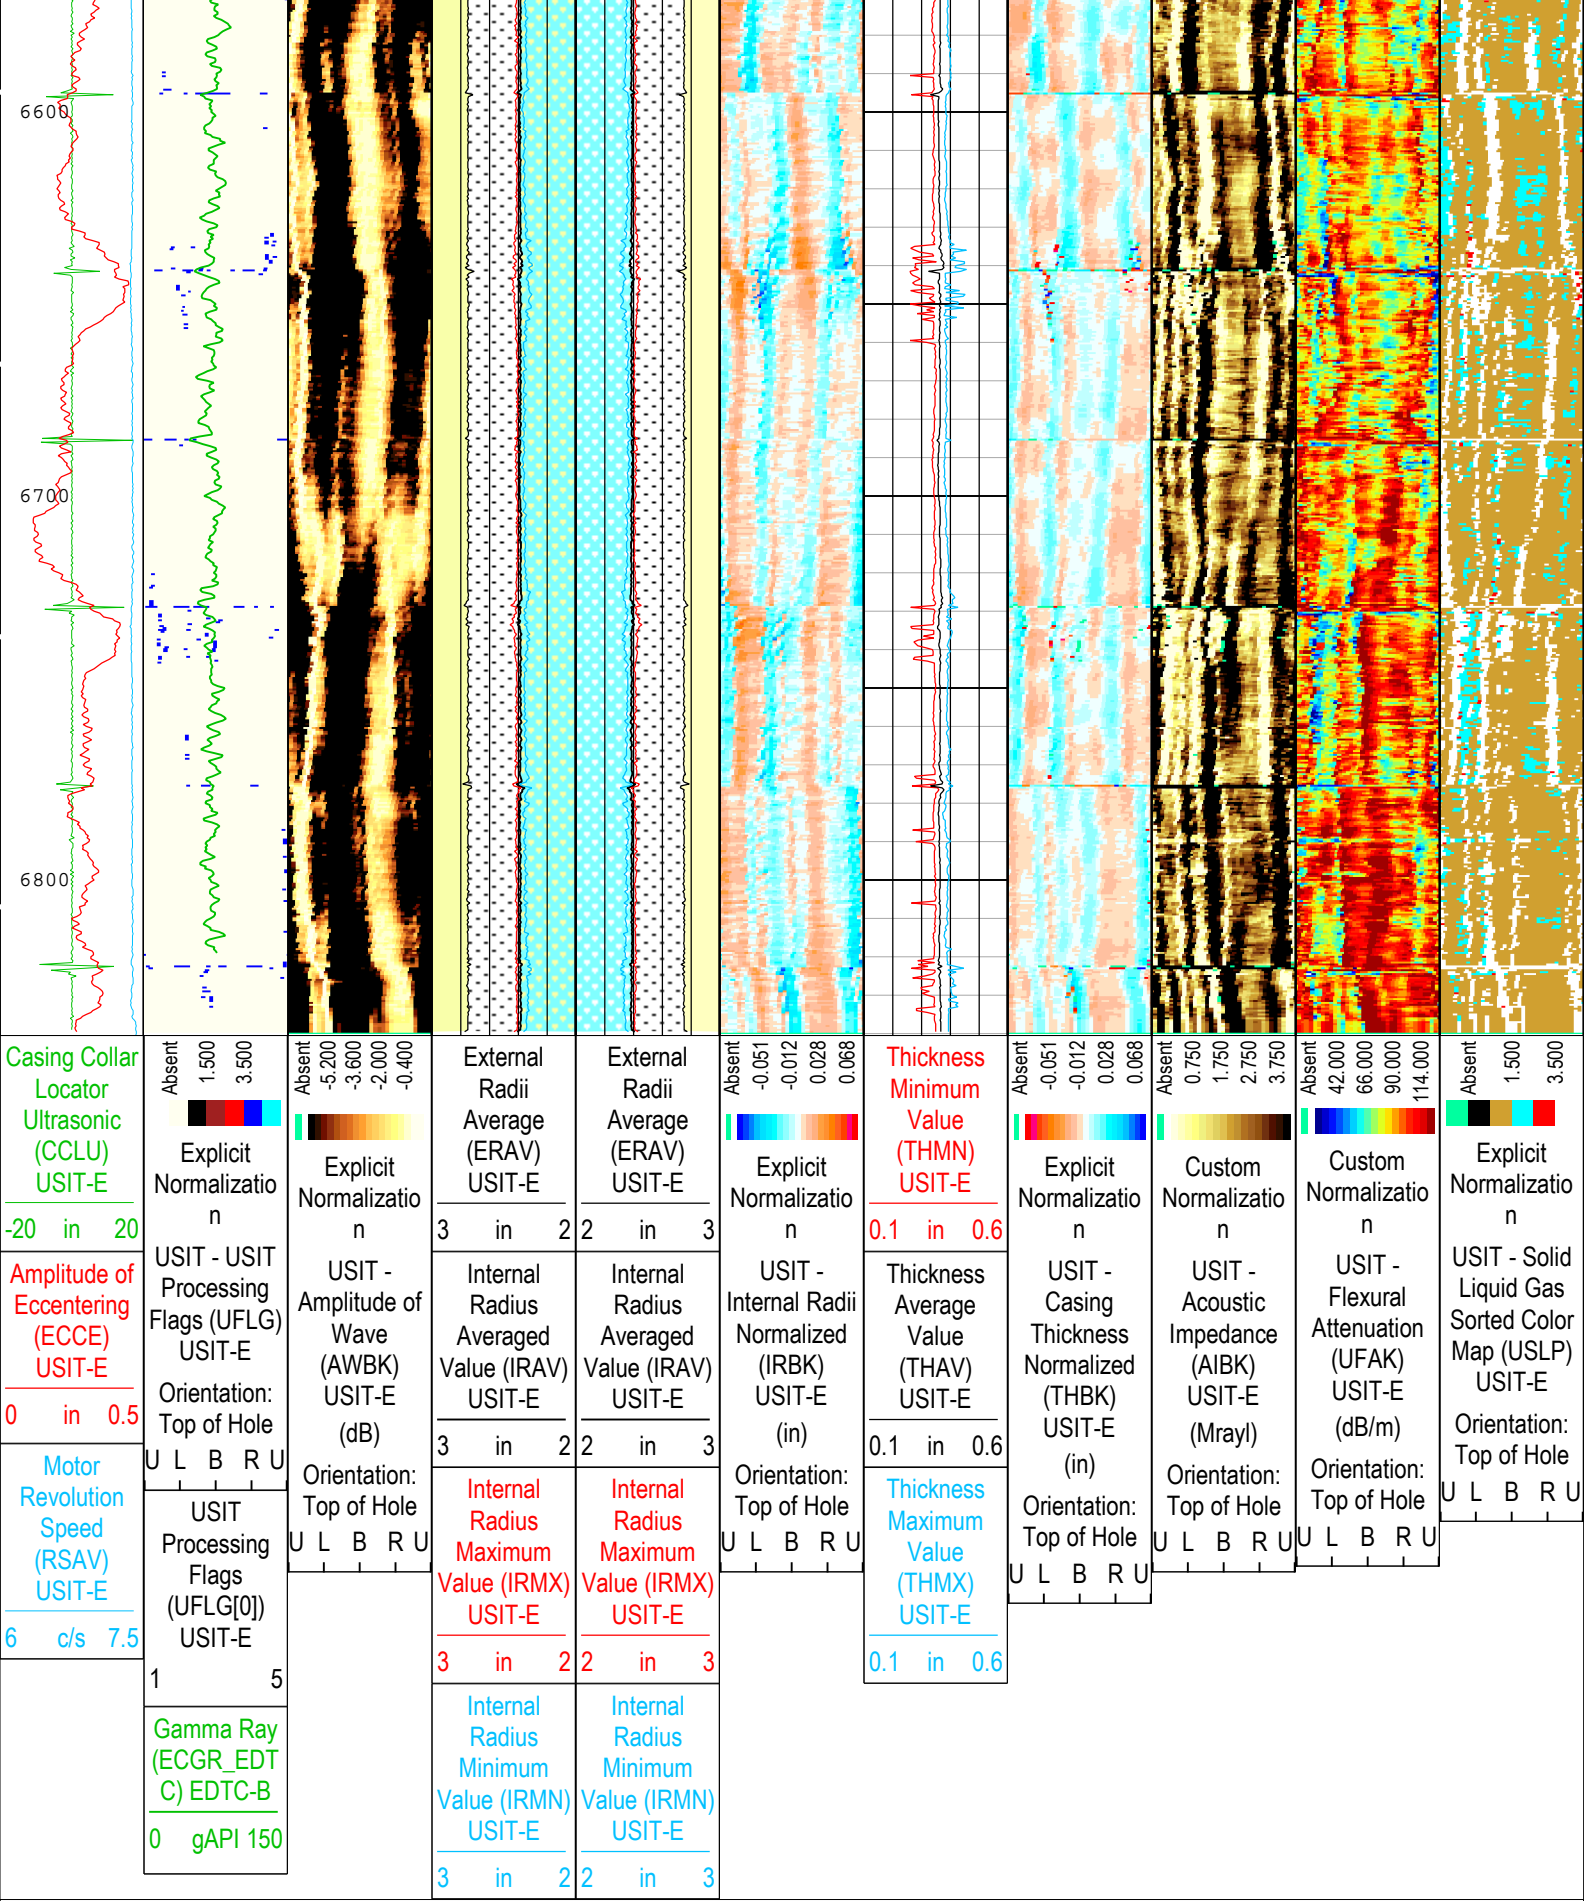 6600
6700
6800
Casing Collar
Locator
Ultrasonic
(CCLU)
USIT-E
-20 in 20
Amplitude of
Eccentering
(ECCE)
USIT-E
0 in 0.5
Motor
Revolution
Speed
(RSAV)
USIT-E
6 c/s 7.5
Absent
1.500
3.500
Explicit
Normalizatio
n
USIT - USIT
Processing
Flags (UFLG)
USIT-E
Orientation:
Top of Hole
U L B R U
USIT
Processing
Flags
(UFLG[0])
USIT-E
1 5
Gamma Ray
(ECGR_EDT
C) EDTC-B
0 gAPI 150
Absent
-5.200
-3.600
-2.000
-0.400
Explicit
Normalizatio
n
USIT -
Amplitude of
Wave
(AWBK)
USIT-E
(dB)
Orientation:
Top of Hole
U L B R U
External
Radii
Average
(ERAV)
USIT-E
3 in 2
Internal
Radius
Averaged
Value (IRAV)
USIT-E
3 in 2
Internal
Radius
Maximum
Value (IRMX)
USIT-E
3 in 2
Internal
Radius
Minimum
Value (IRMN)
USIT-E
3 in 2
External
Radii
Average
(ERAV)
USIT-E
2 in 3
Internal
Radius
Averaged
Value (IRAV)
USIT-E
2 in 3
Internal
Radius
Maximum
Value (IRMX)
USIT-E
2 in 3
Internal
Radius
Minimum
Value (IRMN)
USIT-E
2 in 3
Absent
-0.051
-0.012
0.028
0.068
Explicit
Normalizatio
n
USIT -
Internal Radii
Normalized
(IRBK)
USIT-E
(in)
Orientation:
Top of Hole
U L B R U
Thickness
Minimum
Value
(THMN)
USIT-E
0.1 in 0.6
Thickness
Average
Value
(THAV)
USIT-E
0.1 in 0.6
Thickness
Maximum
Value
(THMX)
USIT-E
0.1 in 0.6
Absent
-0.051
-0.012
0.028
0.068
Explicit
Normalizatio
n
USIT -
Casing
Thickness
Normalized
(THBK)
USIT-E
(in)
Orientation:
Top of Hole
U L B R U
Absent
0.750
1.750
2.750
3.750
Custom
Normalizatio
n
USIT -
Acoustic
Impedance
(AIBK)
USIT-E
(Mrayl)
Orientation:
Top of Hole
U L B R U
Absent
42.000
66.000
90.000
114.000
Custom
Normalizatio
n
USIT -
Flexural
Attenuation
(UFAK)
USIT-E
(dB/m)
Orientation:
Top of Hole
U L B R U
Absent
1.500
3.500
Explicit
Normalizatio
n
USIT - Solid
Liquid Gas
Sorted Color
Map (USLP)
USIT-E
Orientation:
Top of Hole
U L B R U